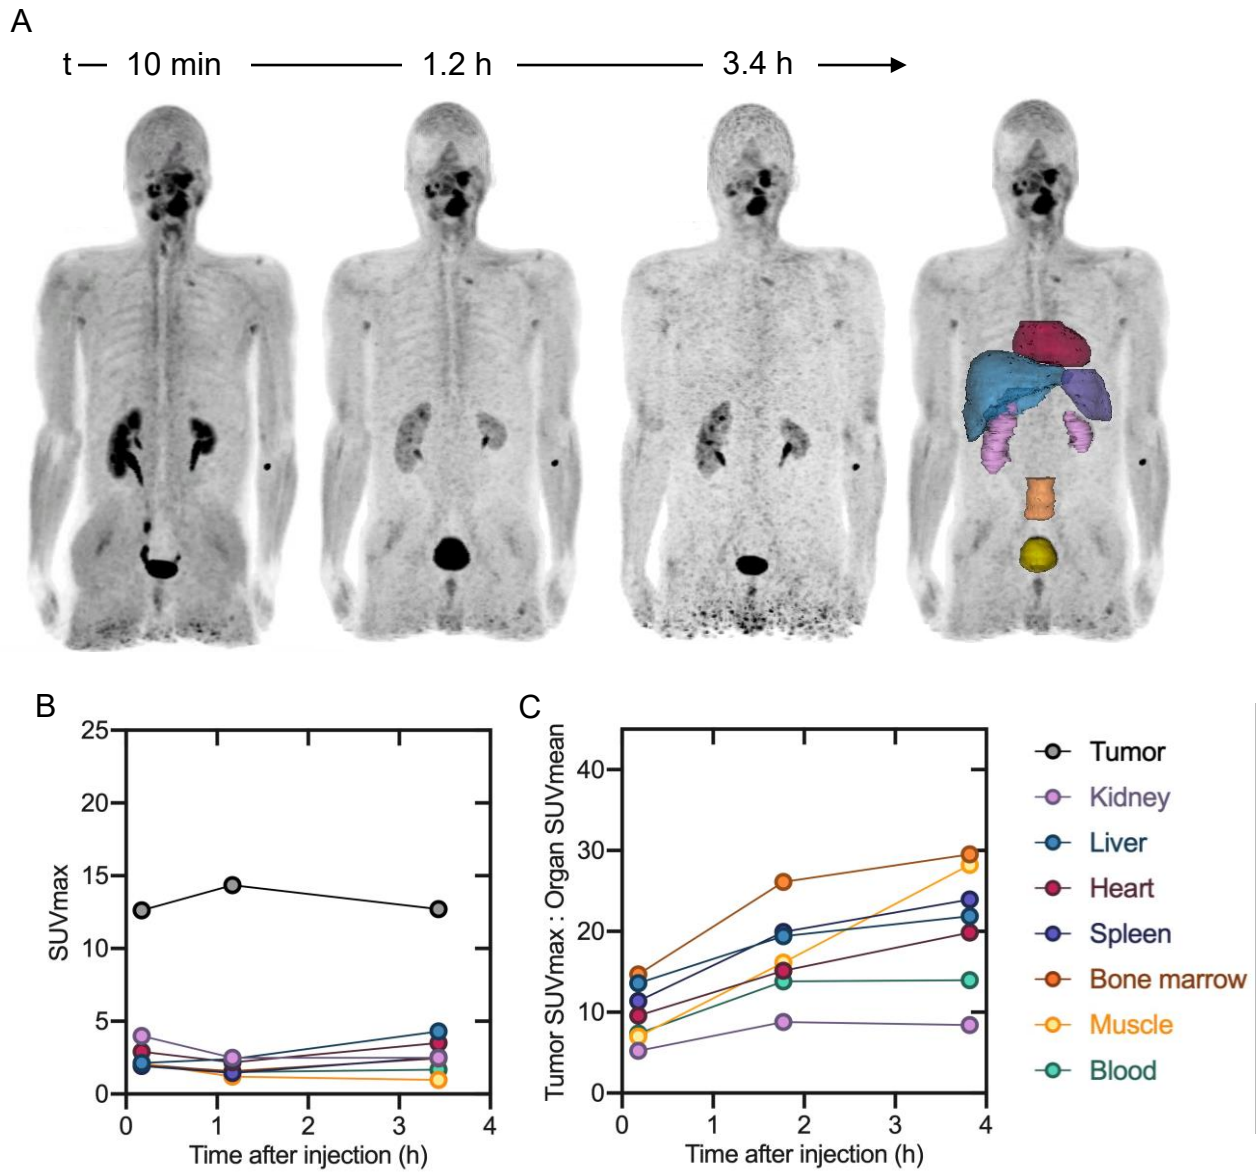 A
t 10 min 1.2 h 3.4 h
B
25
20
15
10
5
0
SUVmax
0 1 2 3 4
Time after injection (h)
C
40
30
20
10
0
Tumor SUVmax : Organ SUVmean
0 1 2 3 4
Time after injection (h)
Tumor
Kidney
Liver
Heart
Spleen
Bone marrow
Muscle
Blood